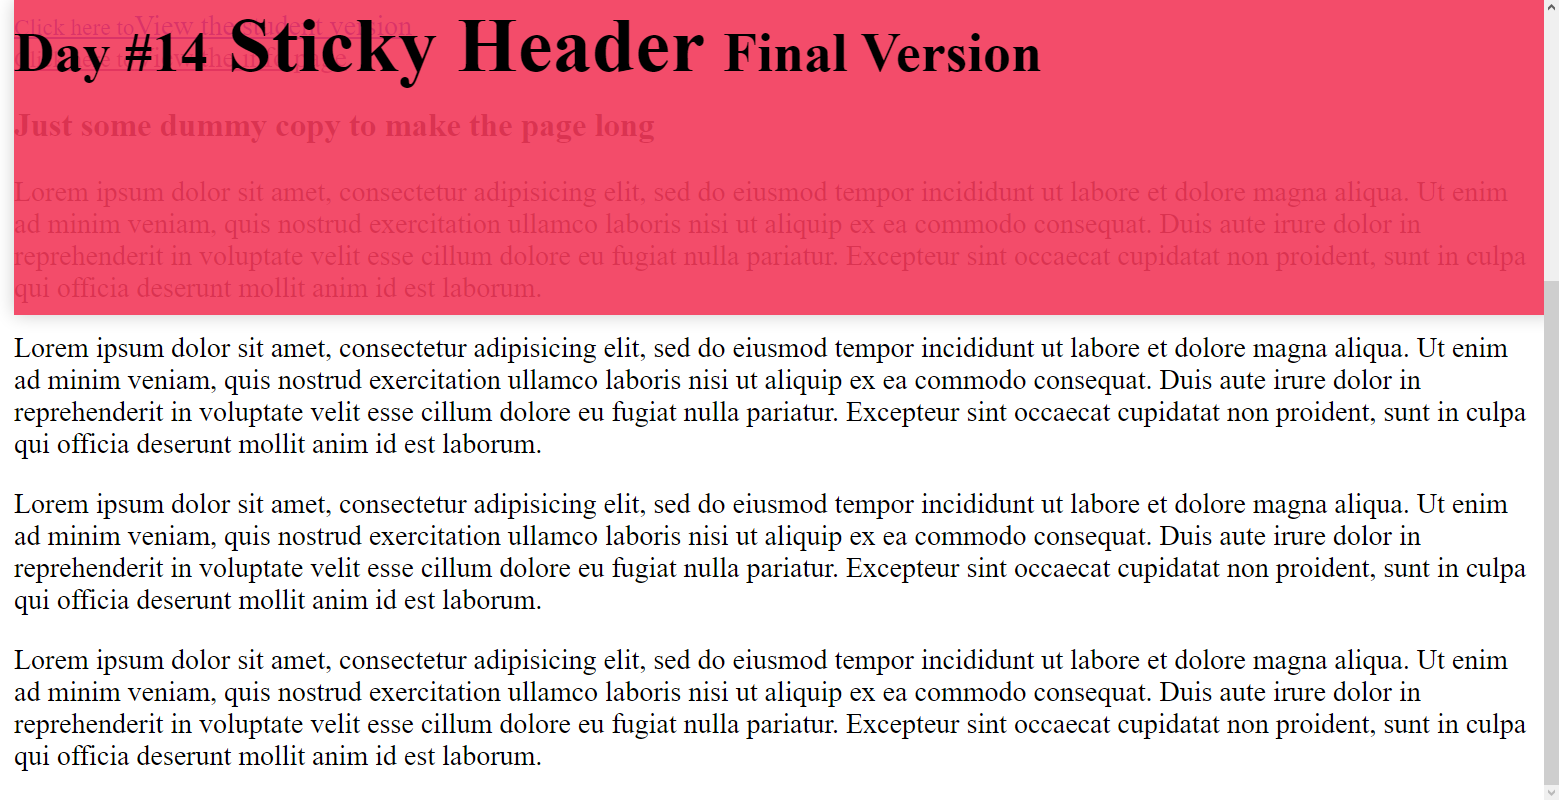 Click here toView the student version
Day #14 Sticky Header Final Version
Just some dummy copy to make the page long
Lorem ipsum dolor sit amet, consectetur adipisicing elit, sed do eiusmod tempor incididunt ut labore et dolore magna aliqua. Ut enim
ad minim veniam, quis nostrud exercitation ullamco laboris nisi ut aliquip ex ea commodo consequat. Duis aute irure dolor in
reprehenderit in voluptate velit esse cillum dolore eu fugiat nulla pariatur. Excepteur sint occaecat cupidatat non proident, sunt in culpa
qui officia deserunt mollit anim id est laborum.
Lorem ipsum dolor sit amet, consectetur adipisicing elit, sed do eiusmod tempor incididunt ut labore et dolore magna aliqua. Ut enim
ad minim veniam, quis nostrud exercitation ullamco laboris nisi ut aliquip ex ea commodo consequat. Duis aute irure dolor in
reprehenderit in voluptate velit esse cillum dolore eu fugiat nulla pariatur. Excepteur sint occaecat cupidatat non proident, sunt in culpa
qui officia deserunt mollit anim id est laborum.
Lorem ipsum dolor sit amet, consectetur adipisicing elit, sed do eiusmod tempor incididunt ut labore et dolore magna aliqua. Ut enim
ad minim veniam, quis nostrud exercitation ullamco laboris nisi ut aliquip ex ea commodo consequat. Duis aute irure dolor in
reprehenderit in voluptate velit esse cillum dolore eu fugiat nulla pariatur. Excepteur sint occaecat cupidatat non proident, sunt in culpa
qui officia deserunt mollit anim id est laborum.
Lorem ipsum dolor sit amet, consectetur adipisicing elit, sed do eiusmod tempor incididunt ut labore et dolore magna aliqua. Ut enim
ad minim veniam, quis nostrud exercitation ullamco laboris nisi ut aliquip ex ea commodo consequat. Duis aute irure dolor in
reprehenderit in voluptate velit esse cillum dolore eu fugiat nulla pariatur. Excepteur sint occaecat cupidatat non proident, sunt in culpa
qui officia deserunt mollit anim id est laborum.